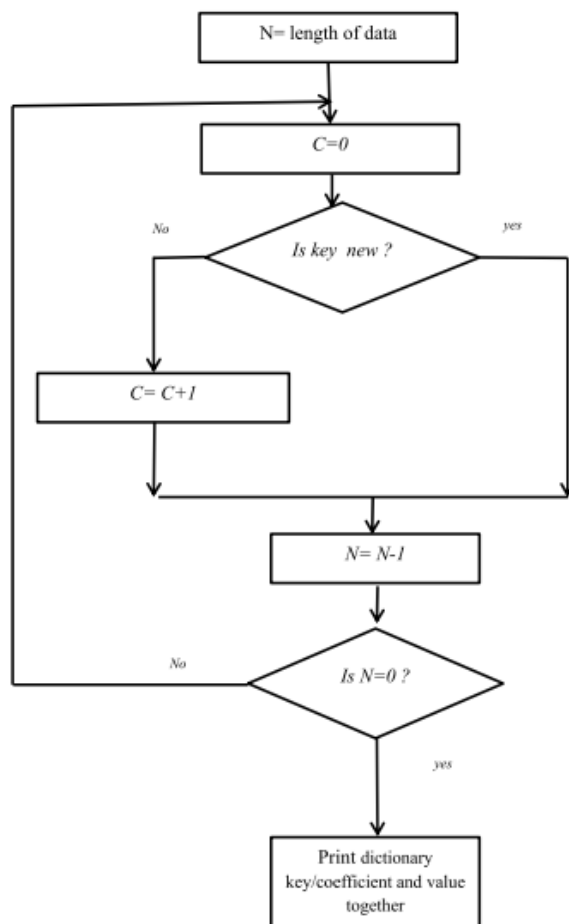 N= length of data
C=0
No
yes
Is key new ?
C= C+1
N= N-1
No
Is N=0 ?
yes
Print dictionary
key/coefficient and value
together